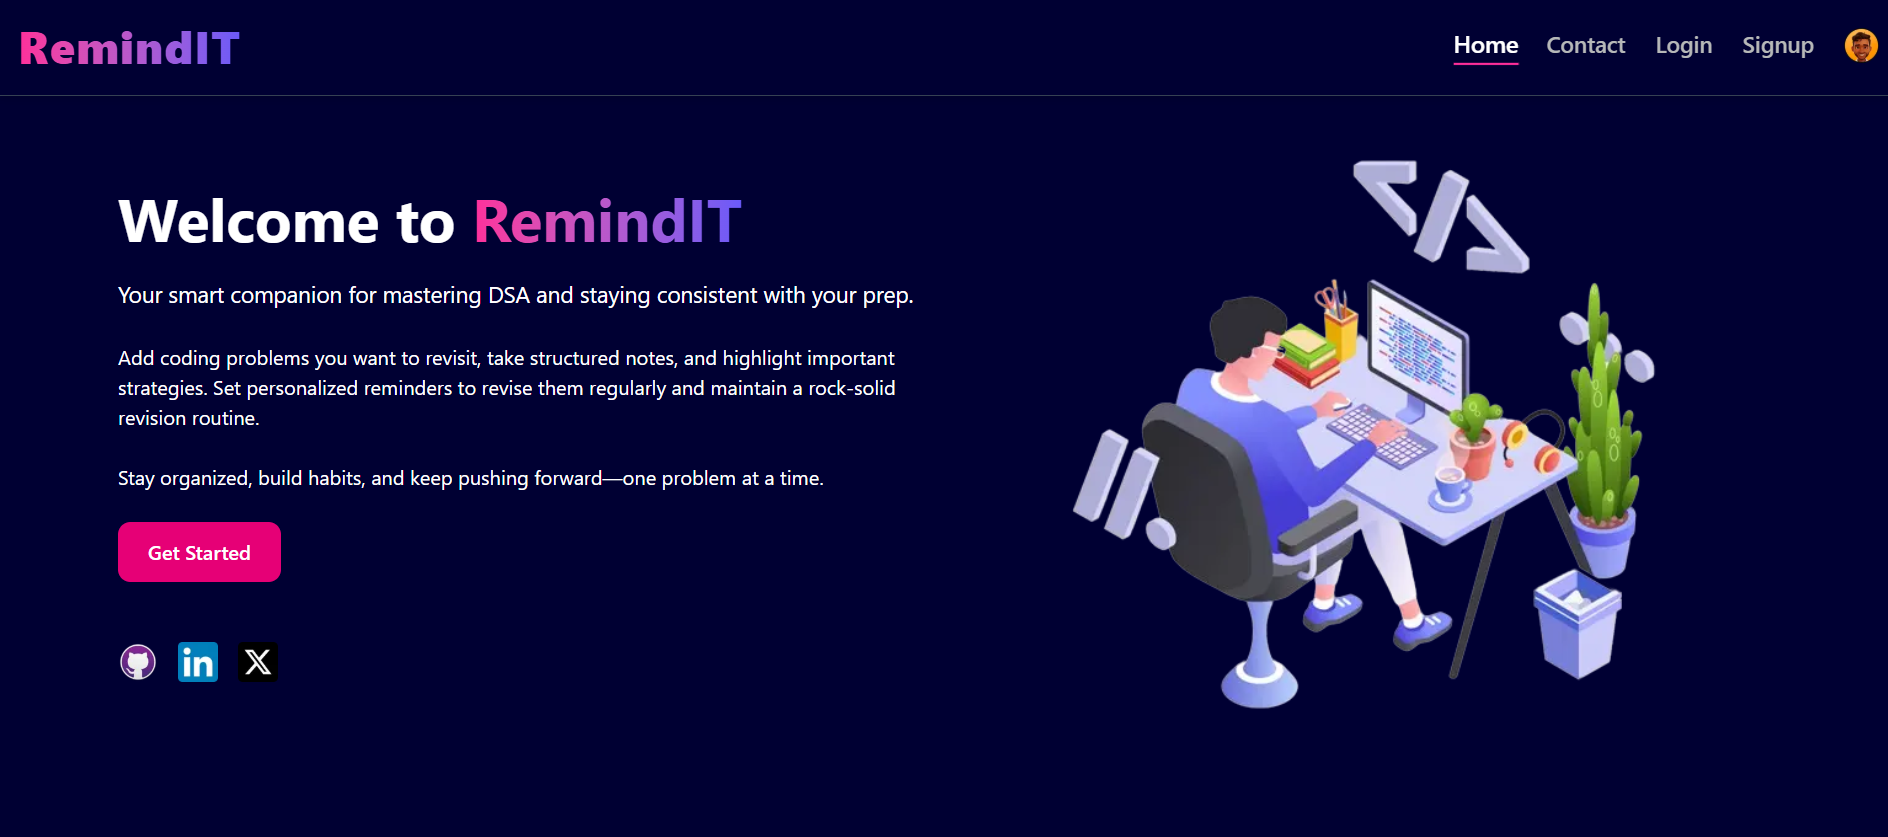 RemindIT
Home Contact Login Signup
Welcome to RemindIT
Your smart companion for mastering DSA and staying consistent with your prep.
Add coding problems you want to revisit, take structured notes, and highlight important
strategies. Set personalized reminders to revise them regularly and maintain a rock-solid
revision routine.
Stay organized, build habits, and keep pushing forward—one problem at a time.
Get Started